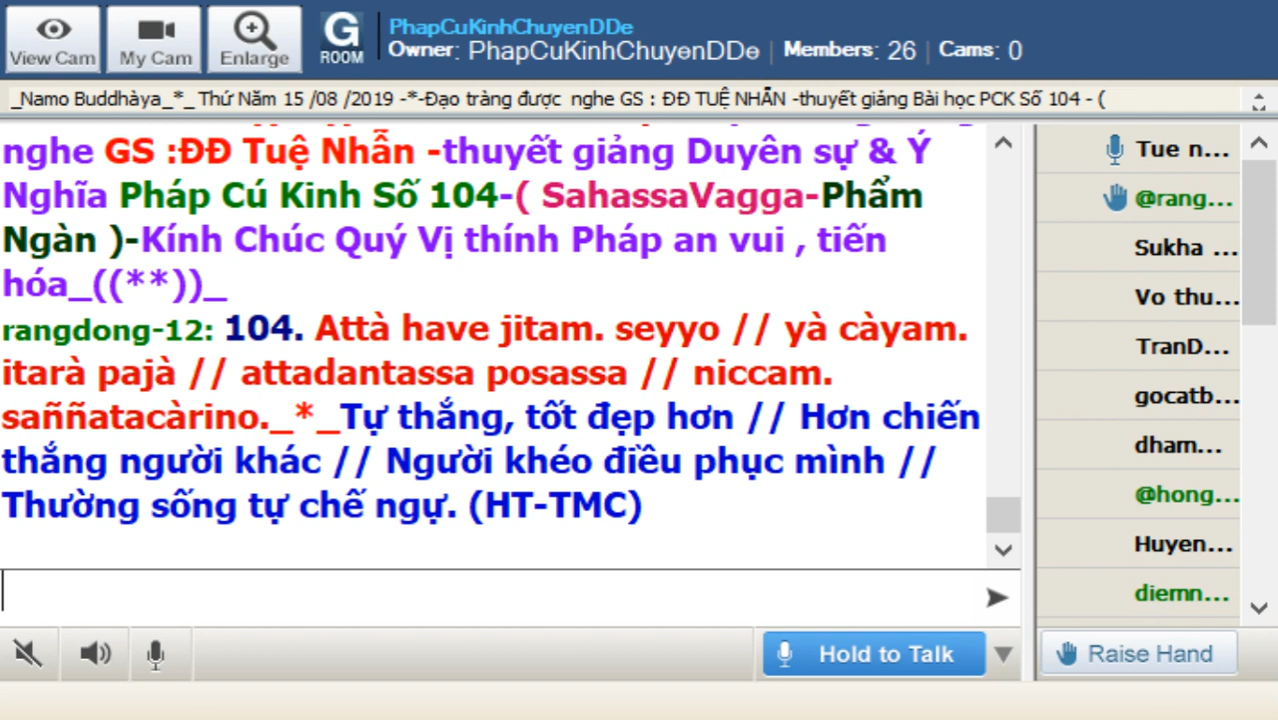 View Cam
My Cam
Enlarge
G
ROOM
PhapCuKinhChuyenDDe
Owner: PhapCuKinhChuyenDDe | Members: 26 | Cams: 0
_Namo Buddhàya_*_ Thứ Năm 15 /08 /2019 -*-Đạo tràng được nghe GS : ĐĐ TUỆ NHẪN -thuyết giảng Bài học PCK Số 104 - (
nghe GS :ĐĐ Tuệ Nhẫn -thuyết giảng Duyên sự & Ý
Nghĩa Pháp Cú Kinh Số 104-( SahassaVagga-Phẩm
Ngàn )-Kính Chúc Quý Vị thính Pháp an vui , tiến
hóa_((**))_
rangdong-12: 104. Attà have jitam. seyyo // yà càyam.
itarà pajà // attadantassa posassa // niccam.
saññatacàrino._*_Tự thắng, tốt đẹp hơn // Hơn chiến
thắng người khác // Người khéo điều phục mình //
Thường sống tự chế ngự. (HT-TMC)
Tue n...
@rang...
Sukha ...
Vo thu...
TranD...
gocatb...
dham...
@hong...
Huyen...
diemn...
Hold to Talk
Raise Hand